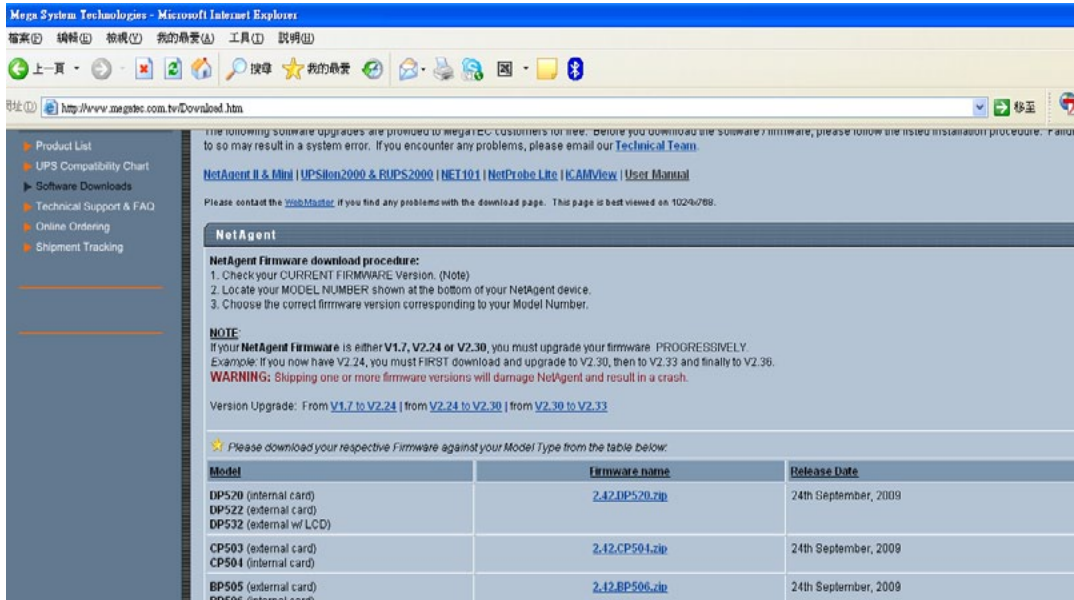 Mega System Technologies - Microsoft Internet Explorer
檔案(F) 編輯(E) 檢視(V) 我的最愛(A) 工具(T) 說明(H)
上一頁 搜尋 我的最愛
網址(D) http://www.megatec.com.tw/Download.htm 移至
Product List
UPS Compatibility Chart
Software Downloads
Technical Support & FAQ
Online Ordering
Shipment Tracking
The following software upgrades are provided to MegaTEC customers for free. Before you download the software / firmware, please follow the listed installation procedure.
to so may result in a system error. If you encounter any problems, please email our Technical Team.
NetAgent II & Mini | UPSilon2000 & RUPS2000 | NET101 | NetProbe Lite | iCAMView | User Manual
Please contact the WebMaster if you find any problems with the download page. This page is best viewed on 1024x768.
NetAgent
NetAgent Firmware download procedure:
1. Check your CURRENT FIRMWARE Version. (Note)
2. Locate your MODEL NUMBER shown at the bottom of your NetAgent device.
3. Choose the correct firmware version corresponding to your Model Number.
NOTE:
If your NetAgent Firmware is either V1.7, V2.24 or V2.30, you must upgrade your firmware PROGRESSIVELY.
Example: If you now have V2.24, you must FIRST download and upgrade to V2.30, then to V2.33 and finally to V2.36.
WARNING: Skipping one or more firmware versions will damage NetAgent and result in a crash.
Version Upgrade: From V1.7 to V2.24 | from V2.24 to V2.30 | from V2.30 to V2.33
Please download your respective Firmware against your Model Type from the table below:
Model Firmware name Release Date
DP520 (internal card) 2.42.DP520.zip 24th September, 2009
DP522 (external card)
DP532 (external w/ LCD)
CP503 (external card) 2.42.CP504.zip 24th September, 2009
CP504 (internal card)
BP505 (external card) 2.42.BP506.zip 24th September, 2009
BP506 (internal card)